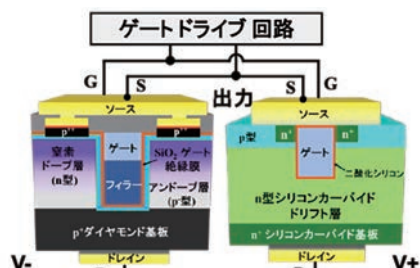 ゲートドライブ 回路
G
S
S
G
出力
ソース
ソース
p⁺⁺
p⁺⁺
ゲート
窒素
ドープ層
(n型)
SiO₂ ゲート
絶縁膜
フィラー
アンドープ層
(p⁻型)
p⁺ダイヤモンド基板
ドレイン
V-
p型
n⁺
n⁺
ゲート
二酸化シリコン
n型シリコンカーバイド
ドリフト層
n⁺ シリコンカーバイド基板
ドレイン
V+